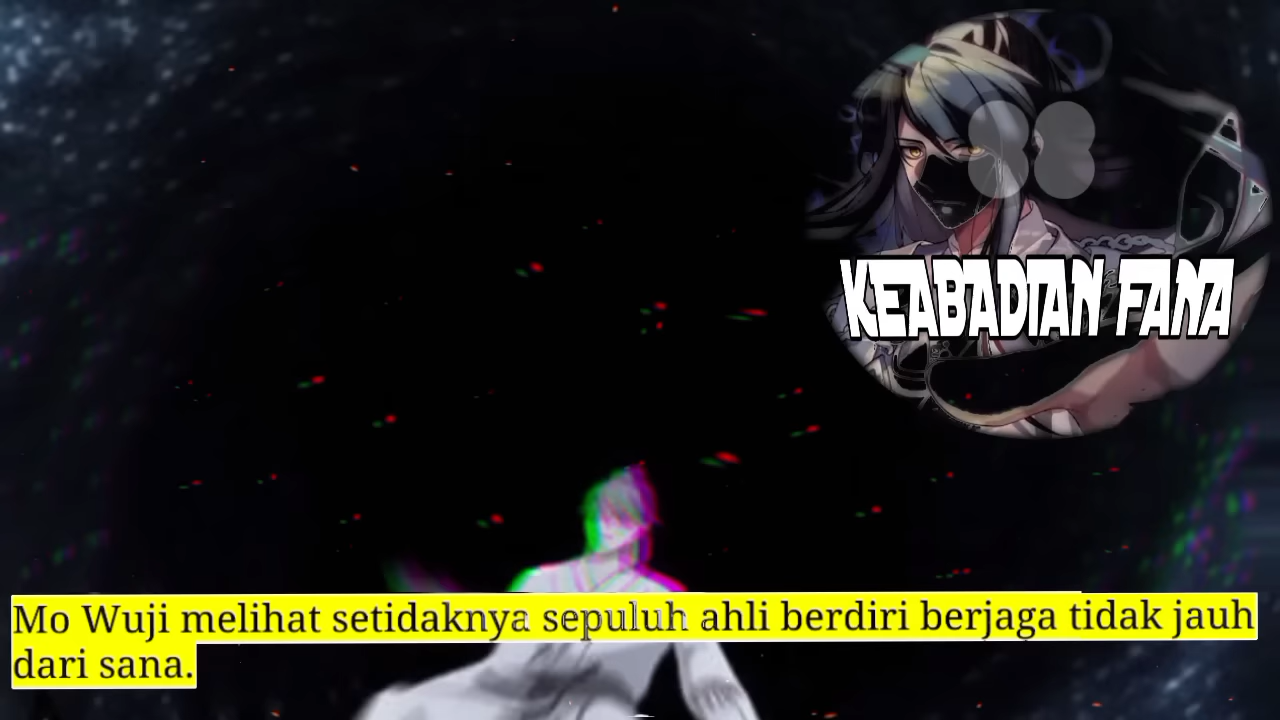 KEABADIAN FANA
Mo Wuji melihat setidaknya sepuluh ahli berdiri berjaga tidak jauh
dari sana.